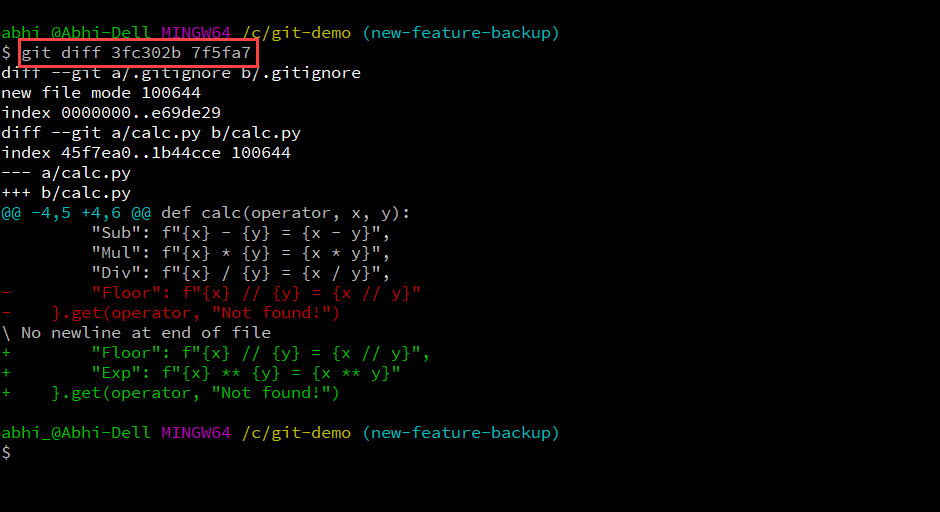 abhi_@Abhi-Dell MINGW64 /c/git-demo (new-feature-backup)
$ git diff 3fc302b 7f5fa7
diff --git a/.gitignore b/.gitignore
new file mode 100644
index 0000000..e69de29
diff --git a/calc.py b/calc.py
index 45f7ea0..1b44cce 100644
--- a/calc.py
+++ b/calc.py
@@ -4,5 +4,6 @@ def calc(operator, x, y):
         "Sub": f"{x} - {y} = {x - y}",
         "Mul": f"{x} * {y} = {x * y}",
         "Div": f"{x} / {y} = {x / y}",
-        "Floor": f"{x} // {y} = {x // y}"
-    }.get(operator, "Not found!")
\ No newline at end of file
+        "Floor": f"{x} // {y} = {x // y}",
+        "Exp": f"{x} ** {y} = {x ** y}"
+    }.get(operator, "Not found!")
abhi_@Abhi-Dell MINGW64 /c/git-demo (new-feature-backup)
$